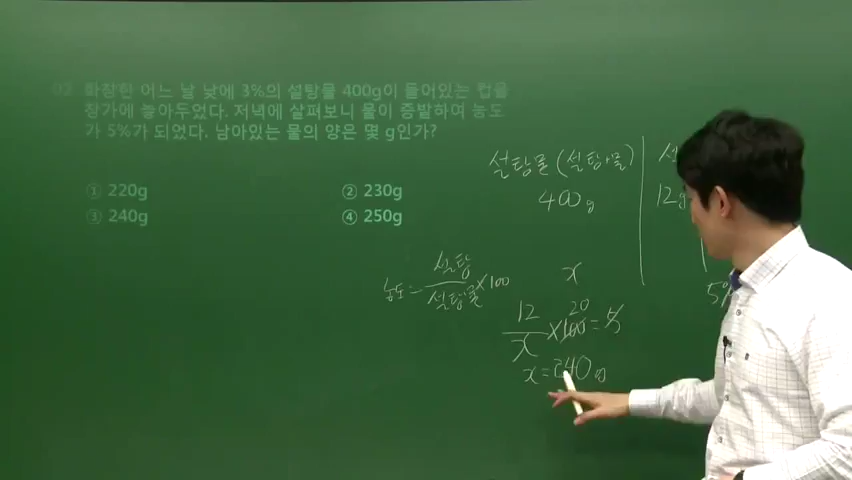 03 화창한 어느 날 낮에 3%의 설탕물 400g이 들어있는 컵을
창가에 놓아두었다. 저녁에 살펴보니 물이 증발하여 농도
가 5%가 되었다. 남아있는 물의 양은 몇 g인가?
① 220g ② 230g
③ 240g ④ 250g
설탕물(설탕+물)
400g 12g
x
5%
농도 = 설탕/설탕물 × 100
12/x × 100 = 5
20
x = 240 g